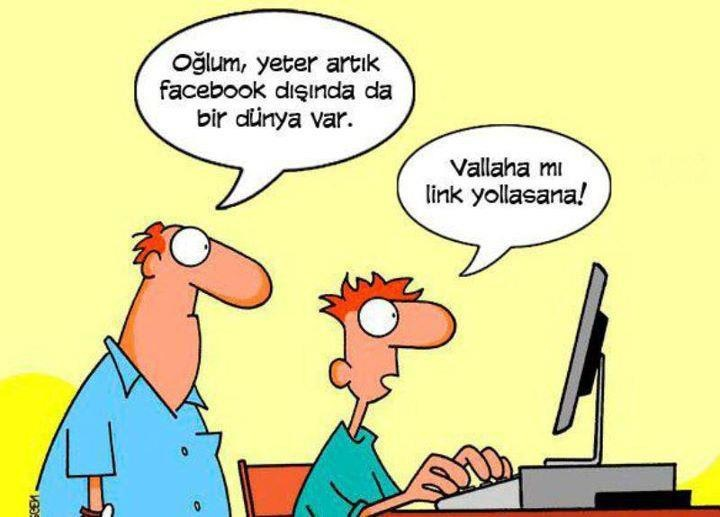 Oğlum, yeter artık
facebook dışında da
bir dünya var.
Vallaha mı
link yollasana!